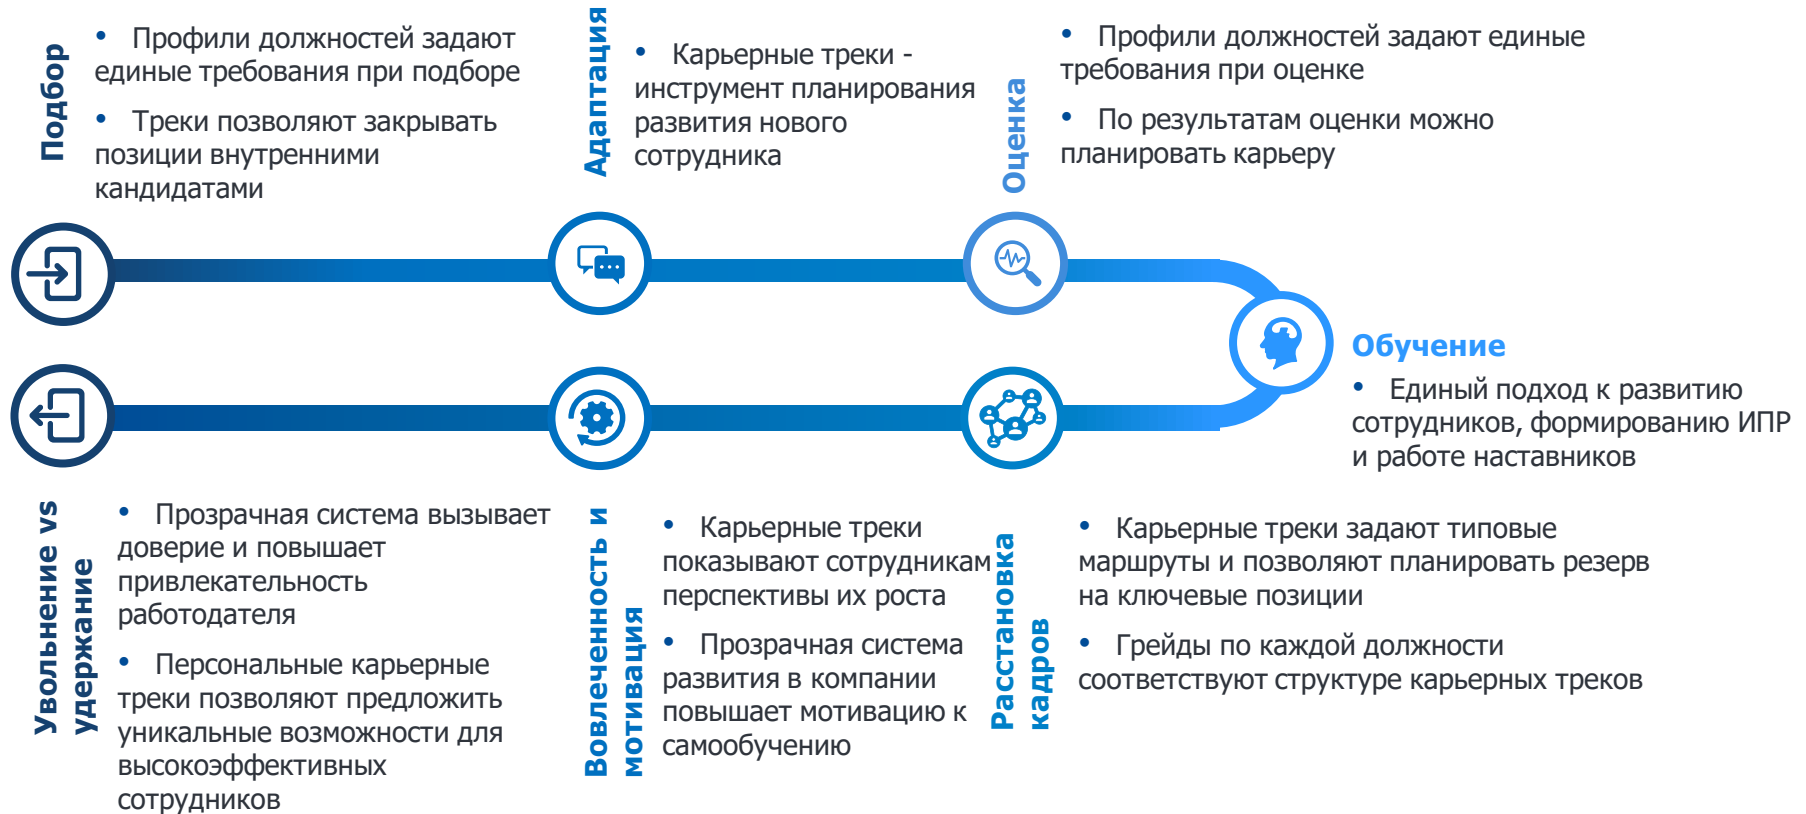 Подбор
• Профили должностей задают
единые требования при подборе
• Треки позволяют закрывать
позиции внутренними
кандидатами
Адаптация
• Карьерные треки -
инструмент планирования
развития нового
сотрудника
Оценка
• Профили должностей задают единые
требования при оценке
• По результатам оценки можно
планировать карьеру
Обучение
• Единый подход к развитию
сотрудников, формированию ИПР
и работе наставников
Увольнение vs
удержание
• Прозрачная система вызывает
доверие и повышает
привлекательность
работодателя
• Персональные карьерные
треки позволяют предложить
уникальные возможности для
высокоэффективных
сотрудников
Вовлеченность и
мотивация
• Карьерные треки
показывают сотрудникам
перспективы их роста
• Прозрачная система
развития в компании
повышает мотивацию к
самообучению
Расстановка
кадров
• Карьерные треки задают типовые
маршруты и позволяют планировать резерв
на ключевые позиции
• Грейды по каждой должности
соответствуют структуре карьерных треков